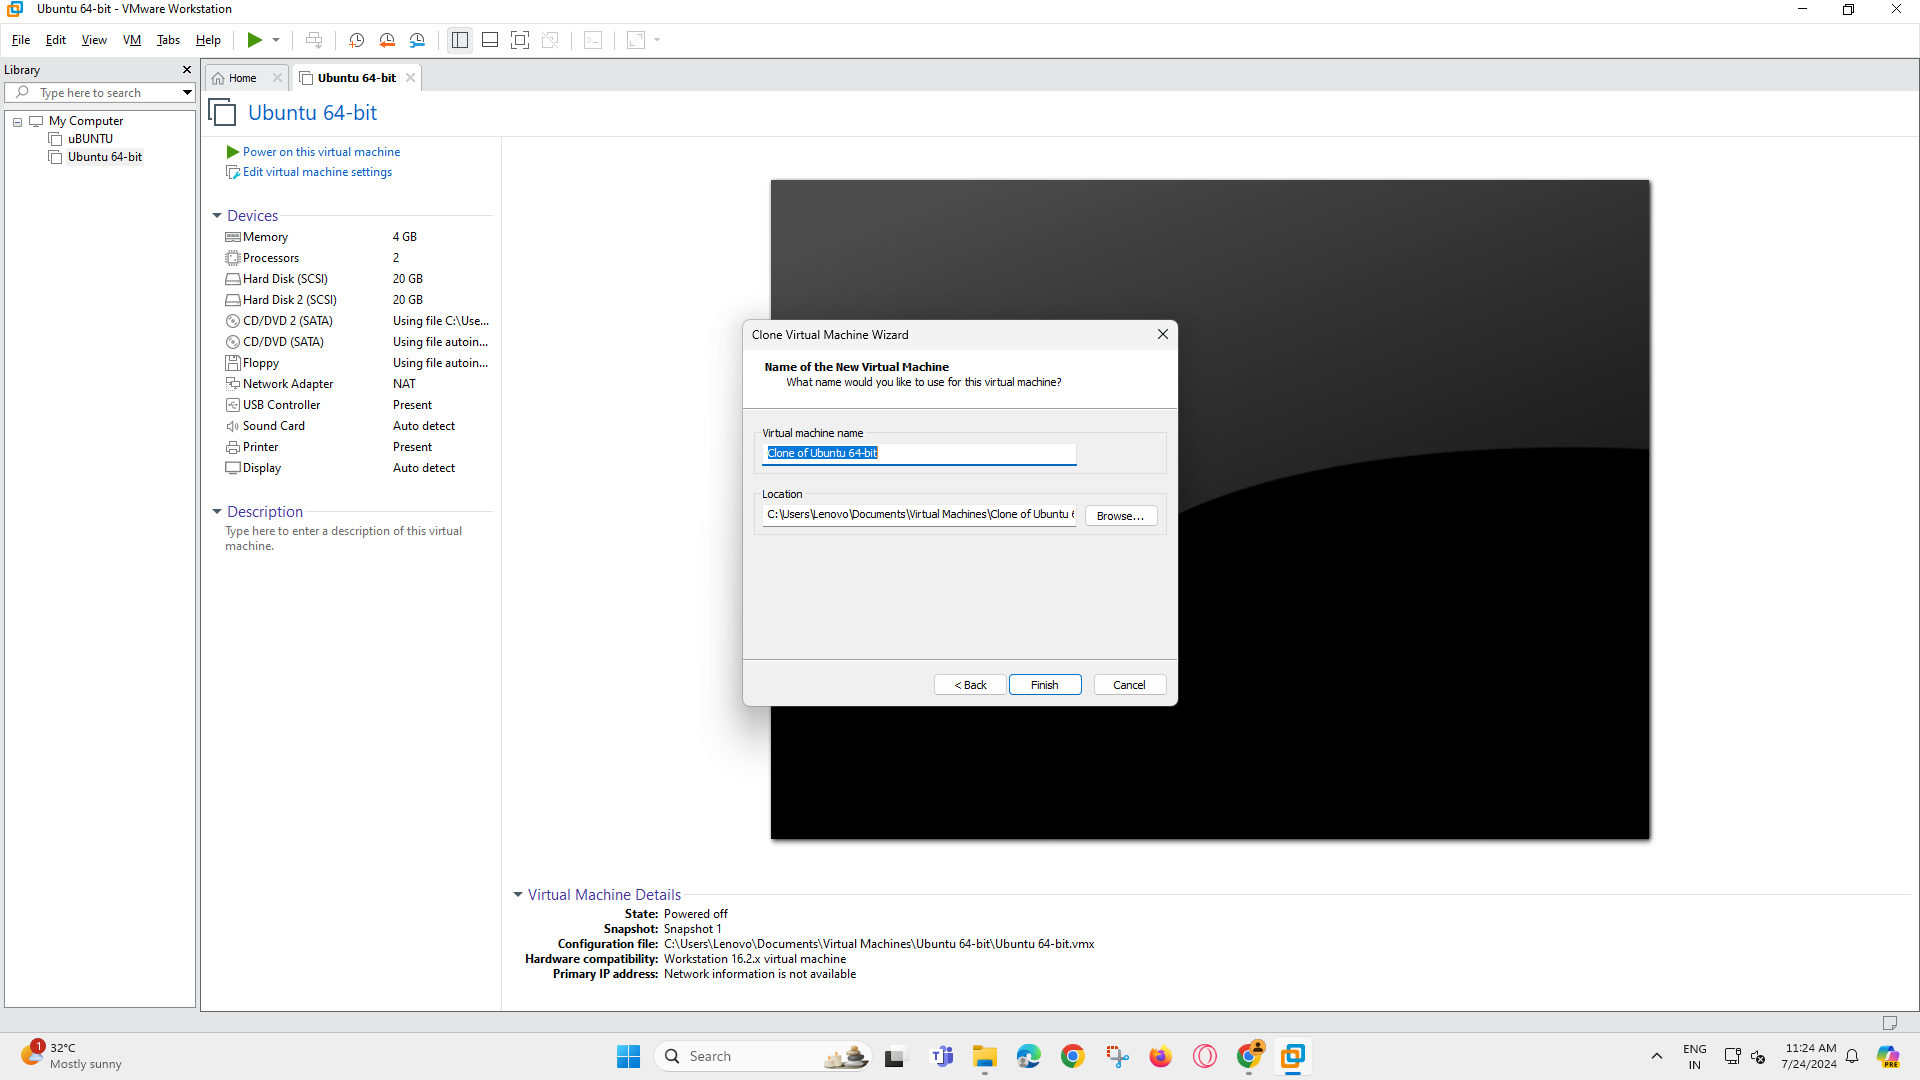 Ubuntu 64-bit - VMware Workstation
File Edit View VM Tabs Help
Library
Home
Ubuntu 64-bit
Type here to search
My Computer
uBUNTU
Ubuntu 64-bit
Ubuntu 64-bit
Power on this virtual machine
Edit virtual machine settings
Devices
Memory 4 GB
Processors 2
Hard Disk (SCSI) 20 GB
Hard Disk 2 (SCSI) 20 GB
CD/DVD 2 (SATA) Using file C:\Use...
CD/DVD (SATA) Using file autoin...
Floppy Using file autoin...
Network Adapter NAT
USB Controller Present
Sound Card Auto detect
Printer Present
Display Auto detect
Description
Type here to enter a description of this virtual
machine.
Clone Virtual Machine Wizard
Name of the New Virtual Machine
What name would you like to use for this virtual machine?
Virtual machine name
Clone of Ubuntu 64-bit
Location
C:\Users\Lenovo\Documents\Virtual Machines\Clone of Ubuntu 6
Browse...
< Back
Finish
Cancel
Virtual Machine Details
State: Powered off
Snapshot: Snapshot 1
Configuration file: C:\Users\Lenovo\Documents\Virtual Machines\Ubuntu 64-bit\Ubuntu 64-bit.vmx
Hardware compatibility: Workstation 16.2.x virtual machine
Primary IP address: Network information is not available
1
32°C
Mostly sunny
Search
ENG
IN
11:24 AM
7/24/2024
PRE